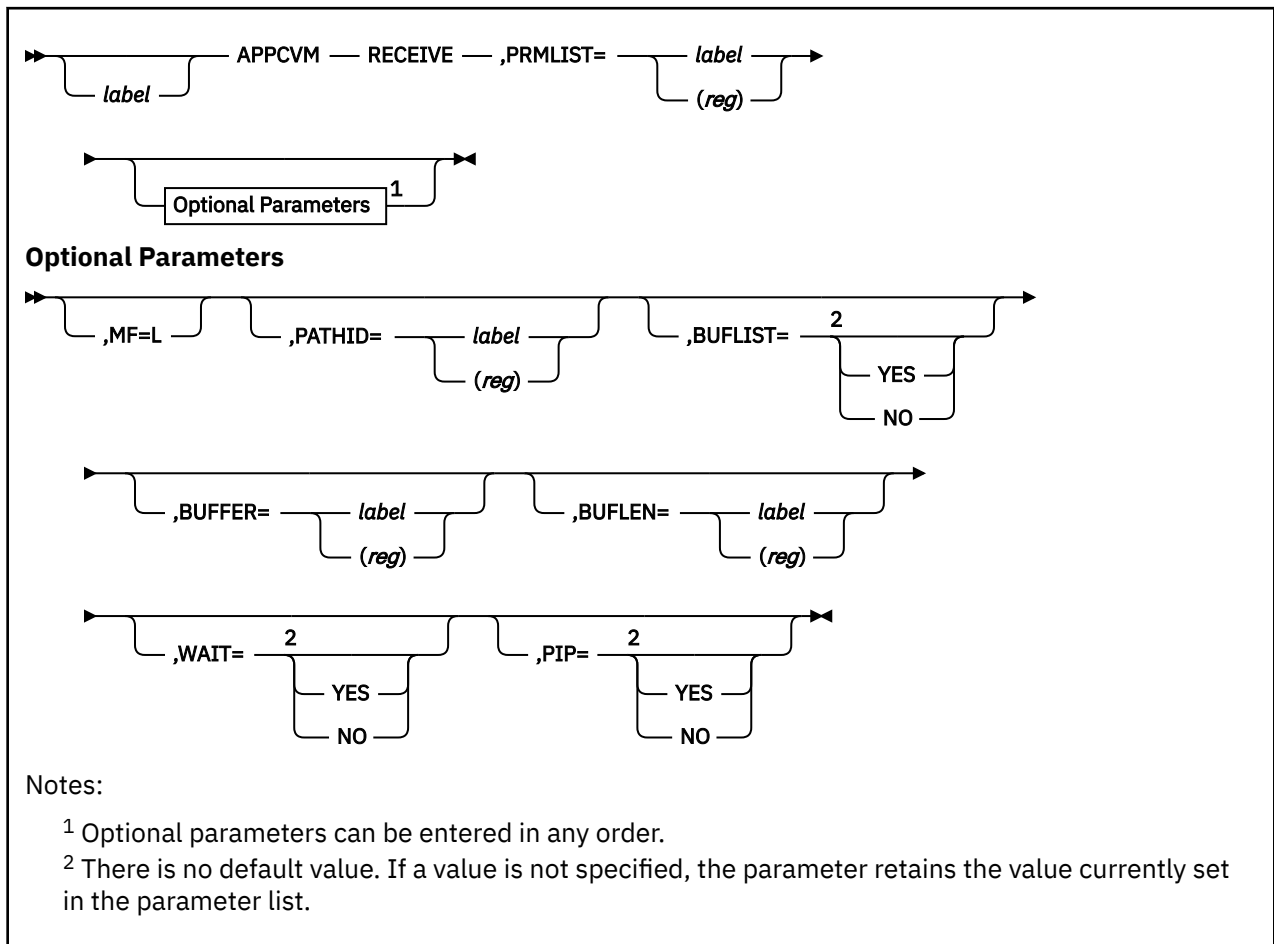 label APPCVM RECEIVE ,PRMLIST= label
(reg)
Optional Parameters 1
Optional Parameters
,MF=L ,PATHID= label
(reg)
,BUFLIST= 2
YES
NO
,BUFFER= label
(reg)
,BUFLEN= label
(reg)
,WAIT= 2
YES
NO
,PIP= 2
YES
NO
Notes:
1 Optional parameters can be entered in any order.
2 There is no default value. If a value is not specified, the parameter retains the value currently set
in the parameter list.